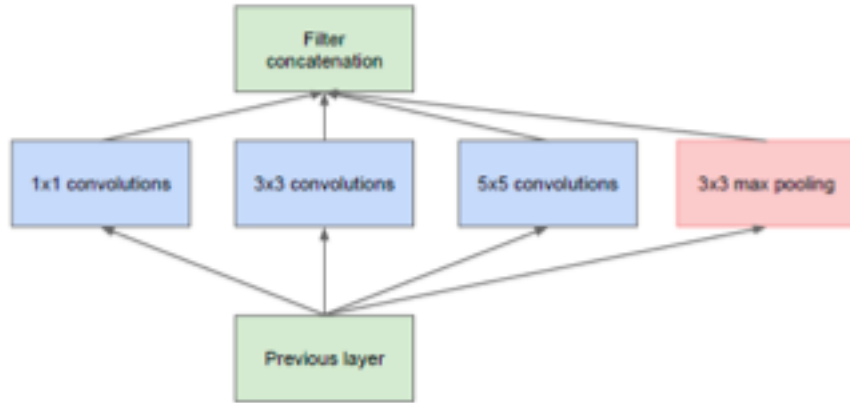 Filter
concatenation
1x1 convolutions
3x3 convolutions
5x5 convolutions
3x3 max pooling
Previous layer